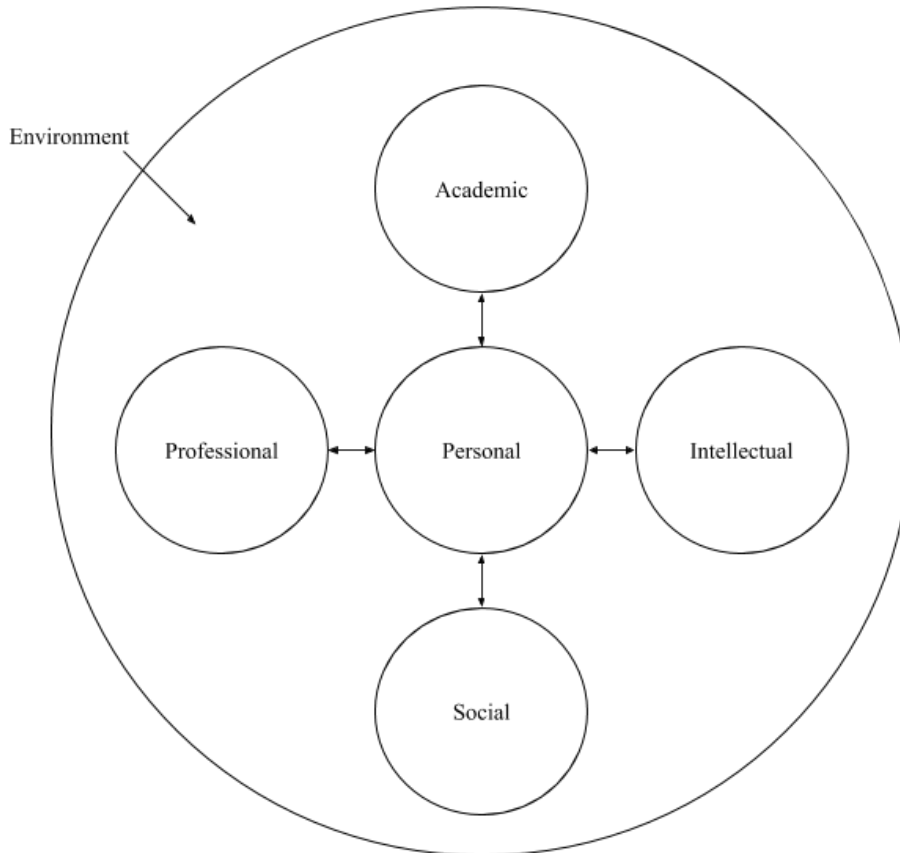 Environment
Academic
Professional
Personal
Intellectual
Social